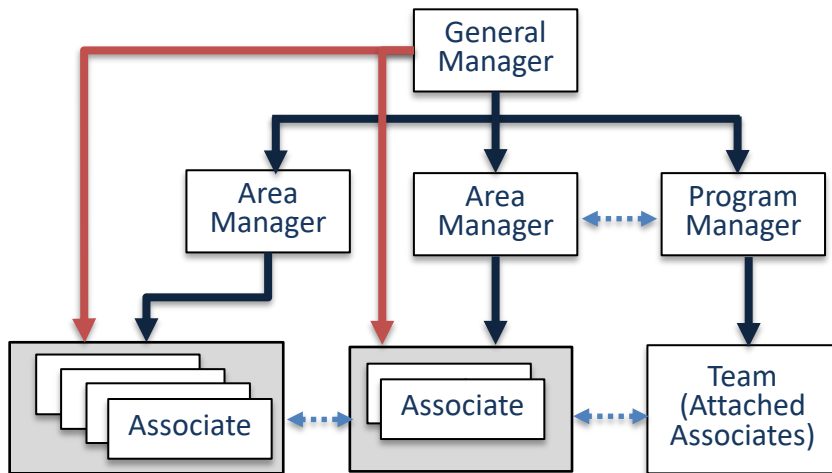 General
Manager
Area
Manager
Area
Manager
Program
Manager
Associate
Associate
Team
(Attached
Associates)